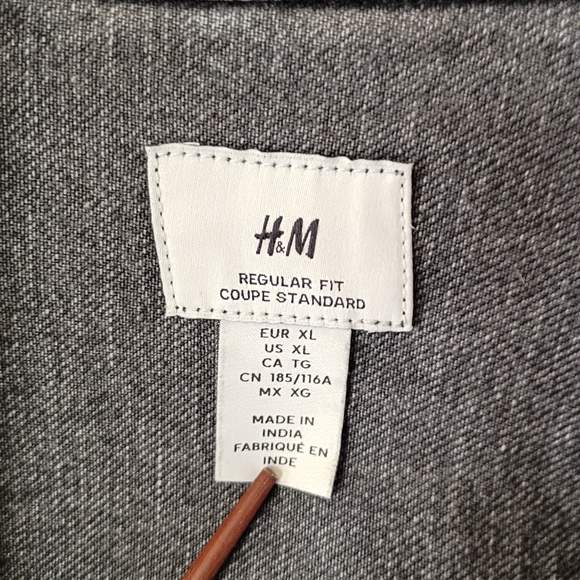 H&M
REGULAR FIT
COUPE STANDARD
EUR XL
US XL
CA TG
CN 185/116A
MX XG
MADE IN
INDIA
FABRIQUÉ EN
INDE